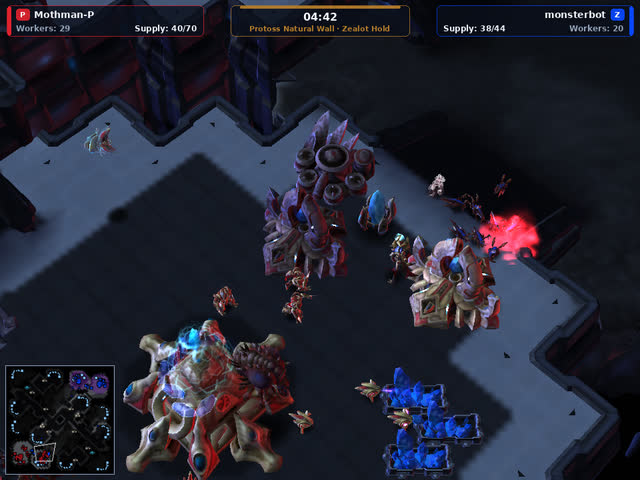 P Mothman-P
Workers: 29 Supply: 40/70
04:42
Protoss Natural Wall - Zealot Hold
monsterbot Z
Supply: 38/44 Workers: 20